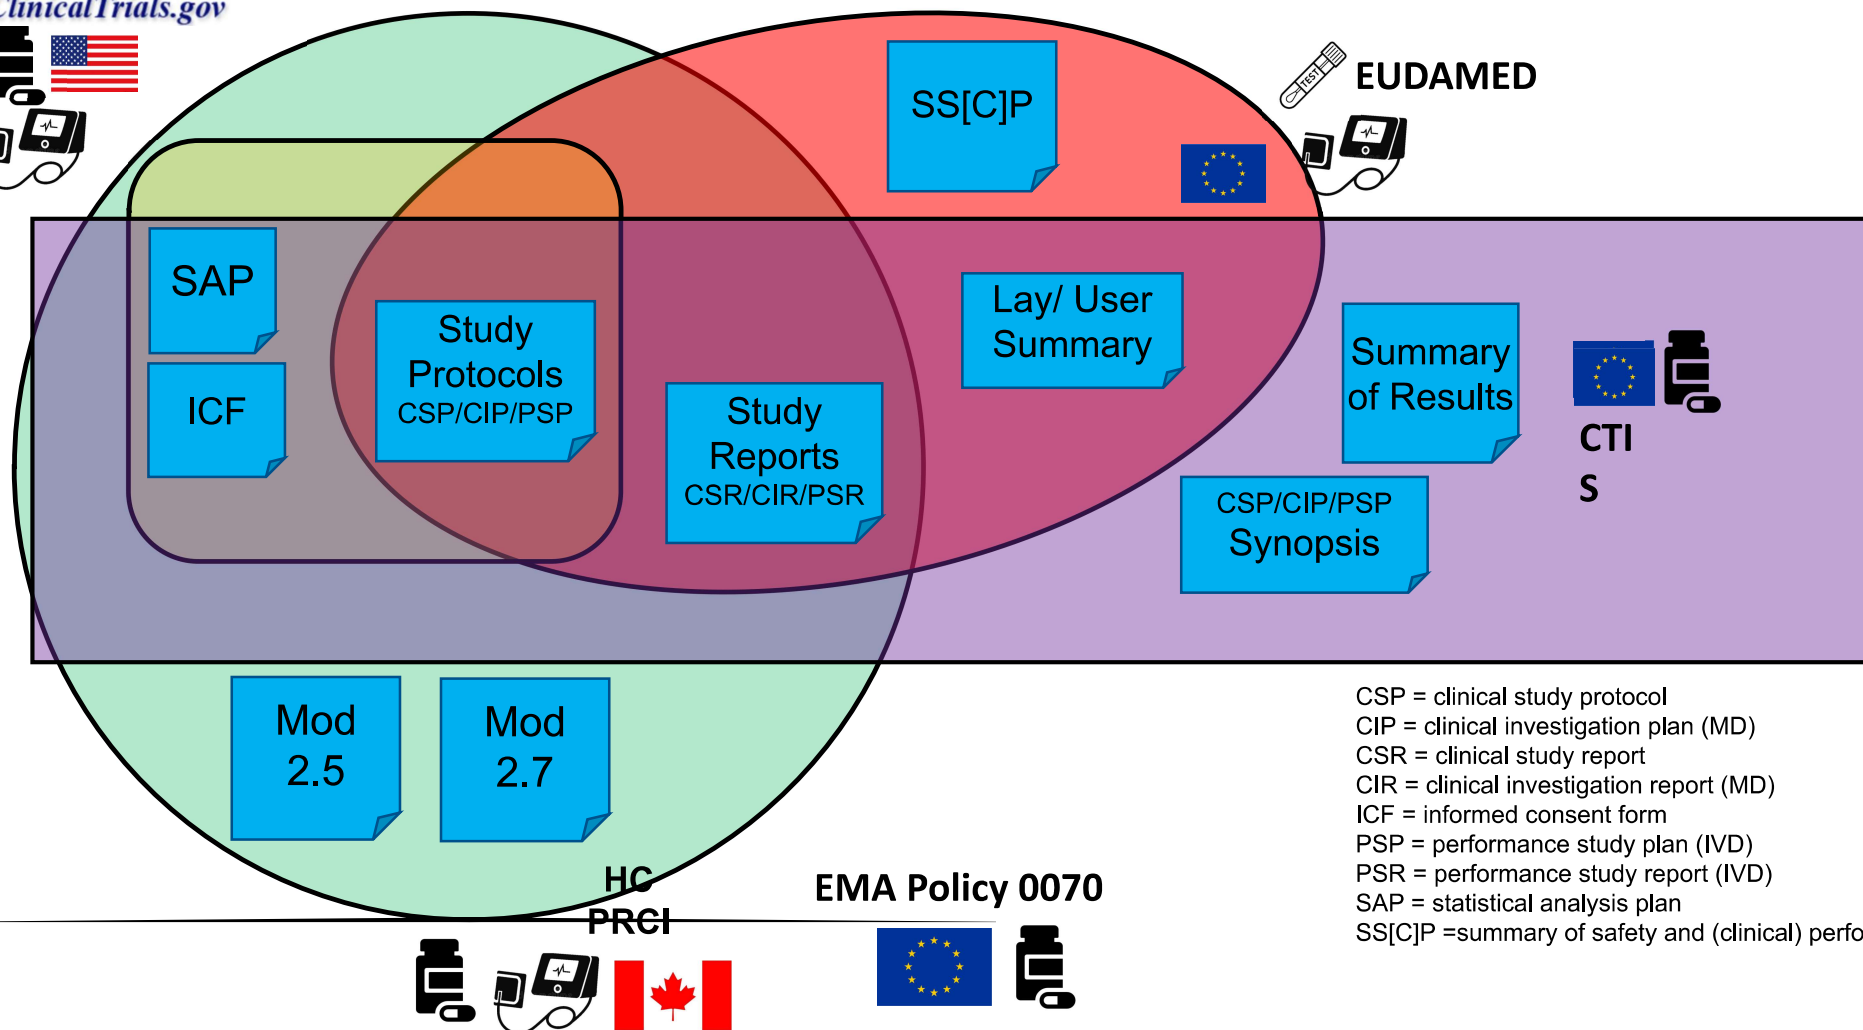 ClinicalTrials.gov
SS[C]P
TEST
EUDAMED
SAP
ICF
Study
Protocols
CSP/CIP/PSP
Study
Reports
CSR/CIR/PSR
Lay/ User
Summary
Summary
of Results
CTI
S
CSP/CIP/PSP
Synopsis
Mod
2.5
Mod
2.7
HC
PRCI
EMA Policy 0070
CSP = clinical study protocol
CIP = clinical investigation plan (MD)
CSR = clinical study report
CIR = clinical investigation report (MD)
ICF = informed consent form
PSP = performance study plan (IVD)
PSR = performance study report (IVD)
SAP = statistical analysis plan
SS[C]P =summary of safety and (clinical) perfo